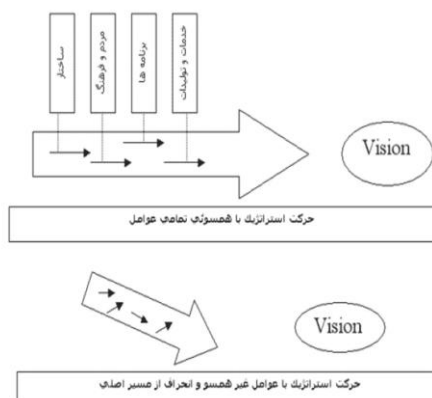 ساختار
مردم و فرهنگ
برنامه ها
خدمات و تولیدات
Vision
حرکت استراتژیک با همسوئی تمامی عوامل
Vision
حرکت استراتژیک با عوامل غیر همسو و انحراف از مسیر اصلی